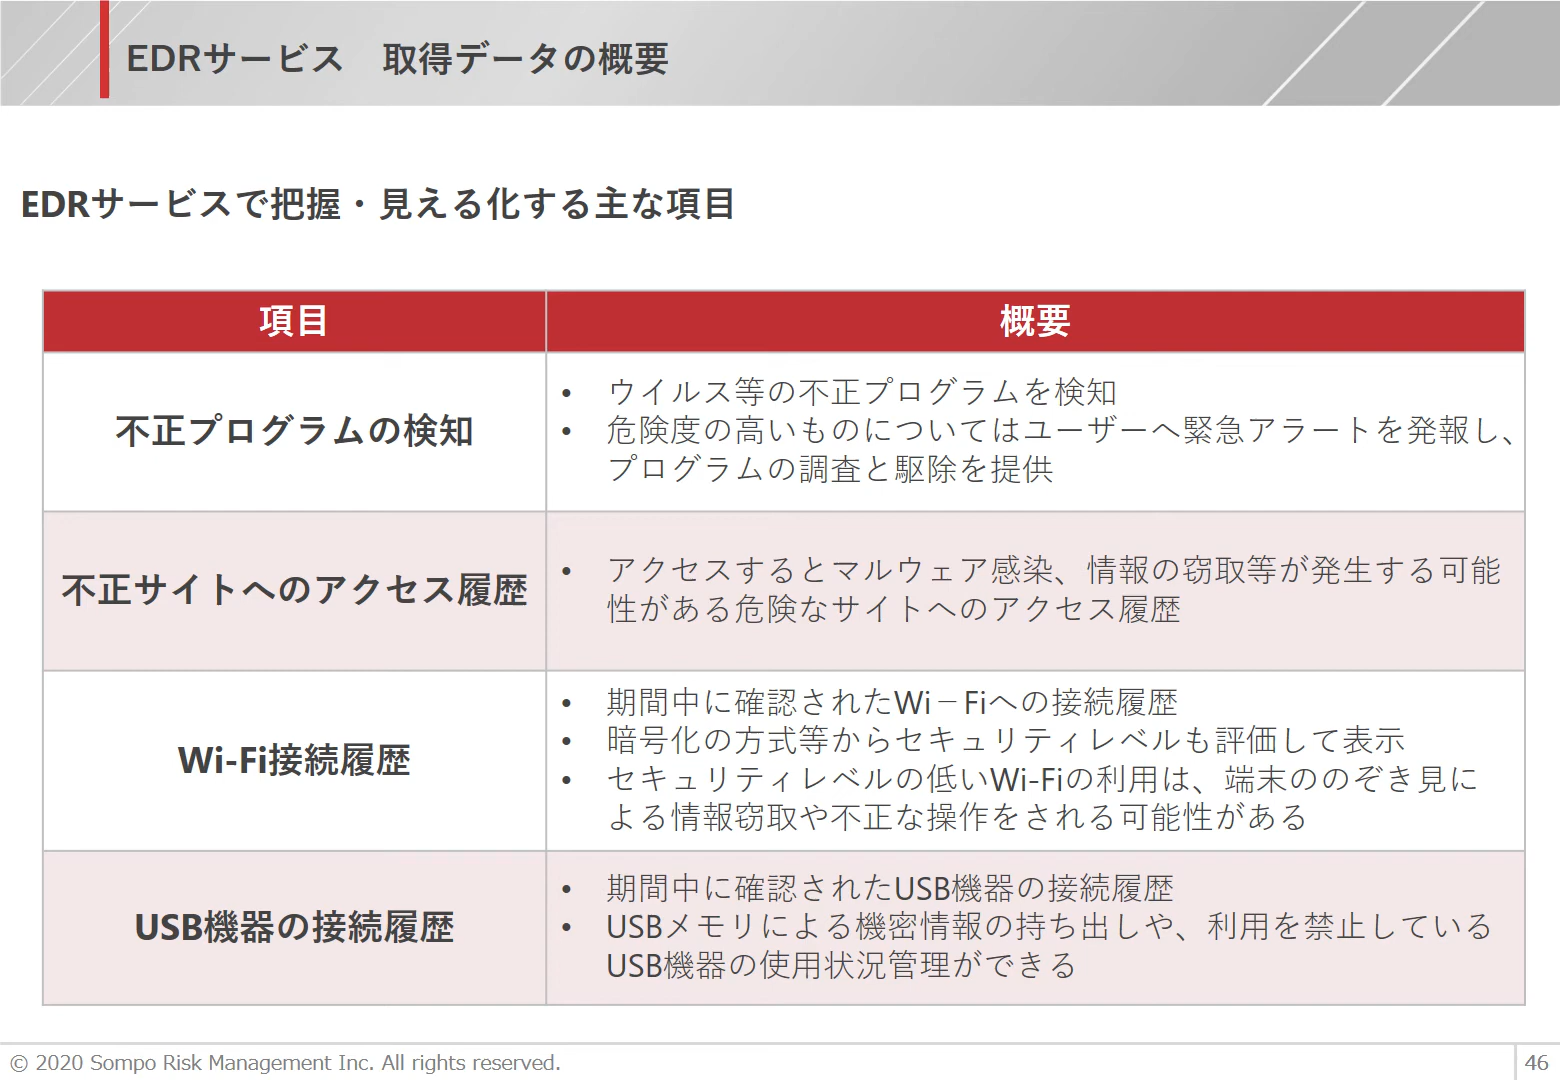 EDRサービス　取得データの概要
EDRサービスで把握・見える化する主な項目
項目
概要
不正プログラムの検知
• ウイルス等の不正プログラムを検知
• 危険度の高いものについてはユーザーへ緊急アラートを発報し、
プログラムの調査と駆除を提供
不正サイトへのアクセス履歴
• アクセスするとマルウェア感染、情報の窃取等が発生する可能
性がある危険なサイトへのアクセス履歴
Wi-Fi接続履歴
• 期間中に確認されたWi－Fiへの接続履歴
• 暗号化の方式等からセキュリティレベルも評価して表示
• セキュリティレベルの低いWi-Fiの利用は、端末ののぞき見に
よる情報窃取や不正な操作をされる可能性がある
USB機器の接続履歴
• 期間中に確認されたUSB機器の接続履歴
• USBメモリによる機密情報の持ち出しや、利用を禁止している
USB機器の使用状況管理ができる
© 2020 Sompo Risk Management Inc. All rights reserved.
46